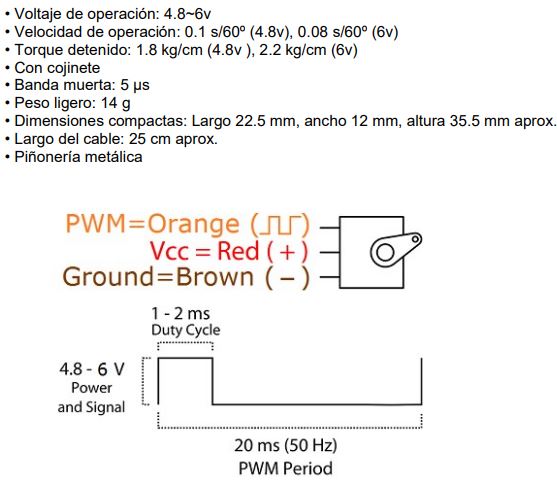 • Voltaje de operación: 4.8~6v
• Velocidad de operación: 0.1 s/60º (4.8v), 0.08 s/60º (6v)
• Torque detenido: 1.8 kg/cm (4.8v ), 2.2 kg/cm (6v)
• Con cojinete
• Banda muerta: 5 µs
• Peso ligero: 14 g
• Dimensiones compactas: Largo 22.5 mm, ancho 12 mm, altura 35.5 mm aprox.
• Largo del cable: 25 cm aprox.
• Piñonería metálica
PWM=Orange ( )
Vcc = Red ( + )
Ground=Brown ( − )
1 - 2 ms
Duty Cycle
4.8 - 6 V
Power
and Signal
20 ms (50 Hz)
PWM Period